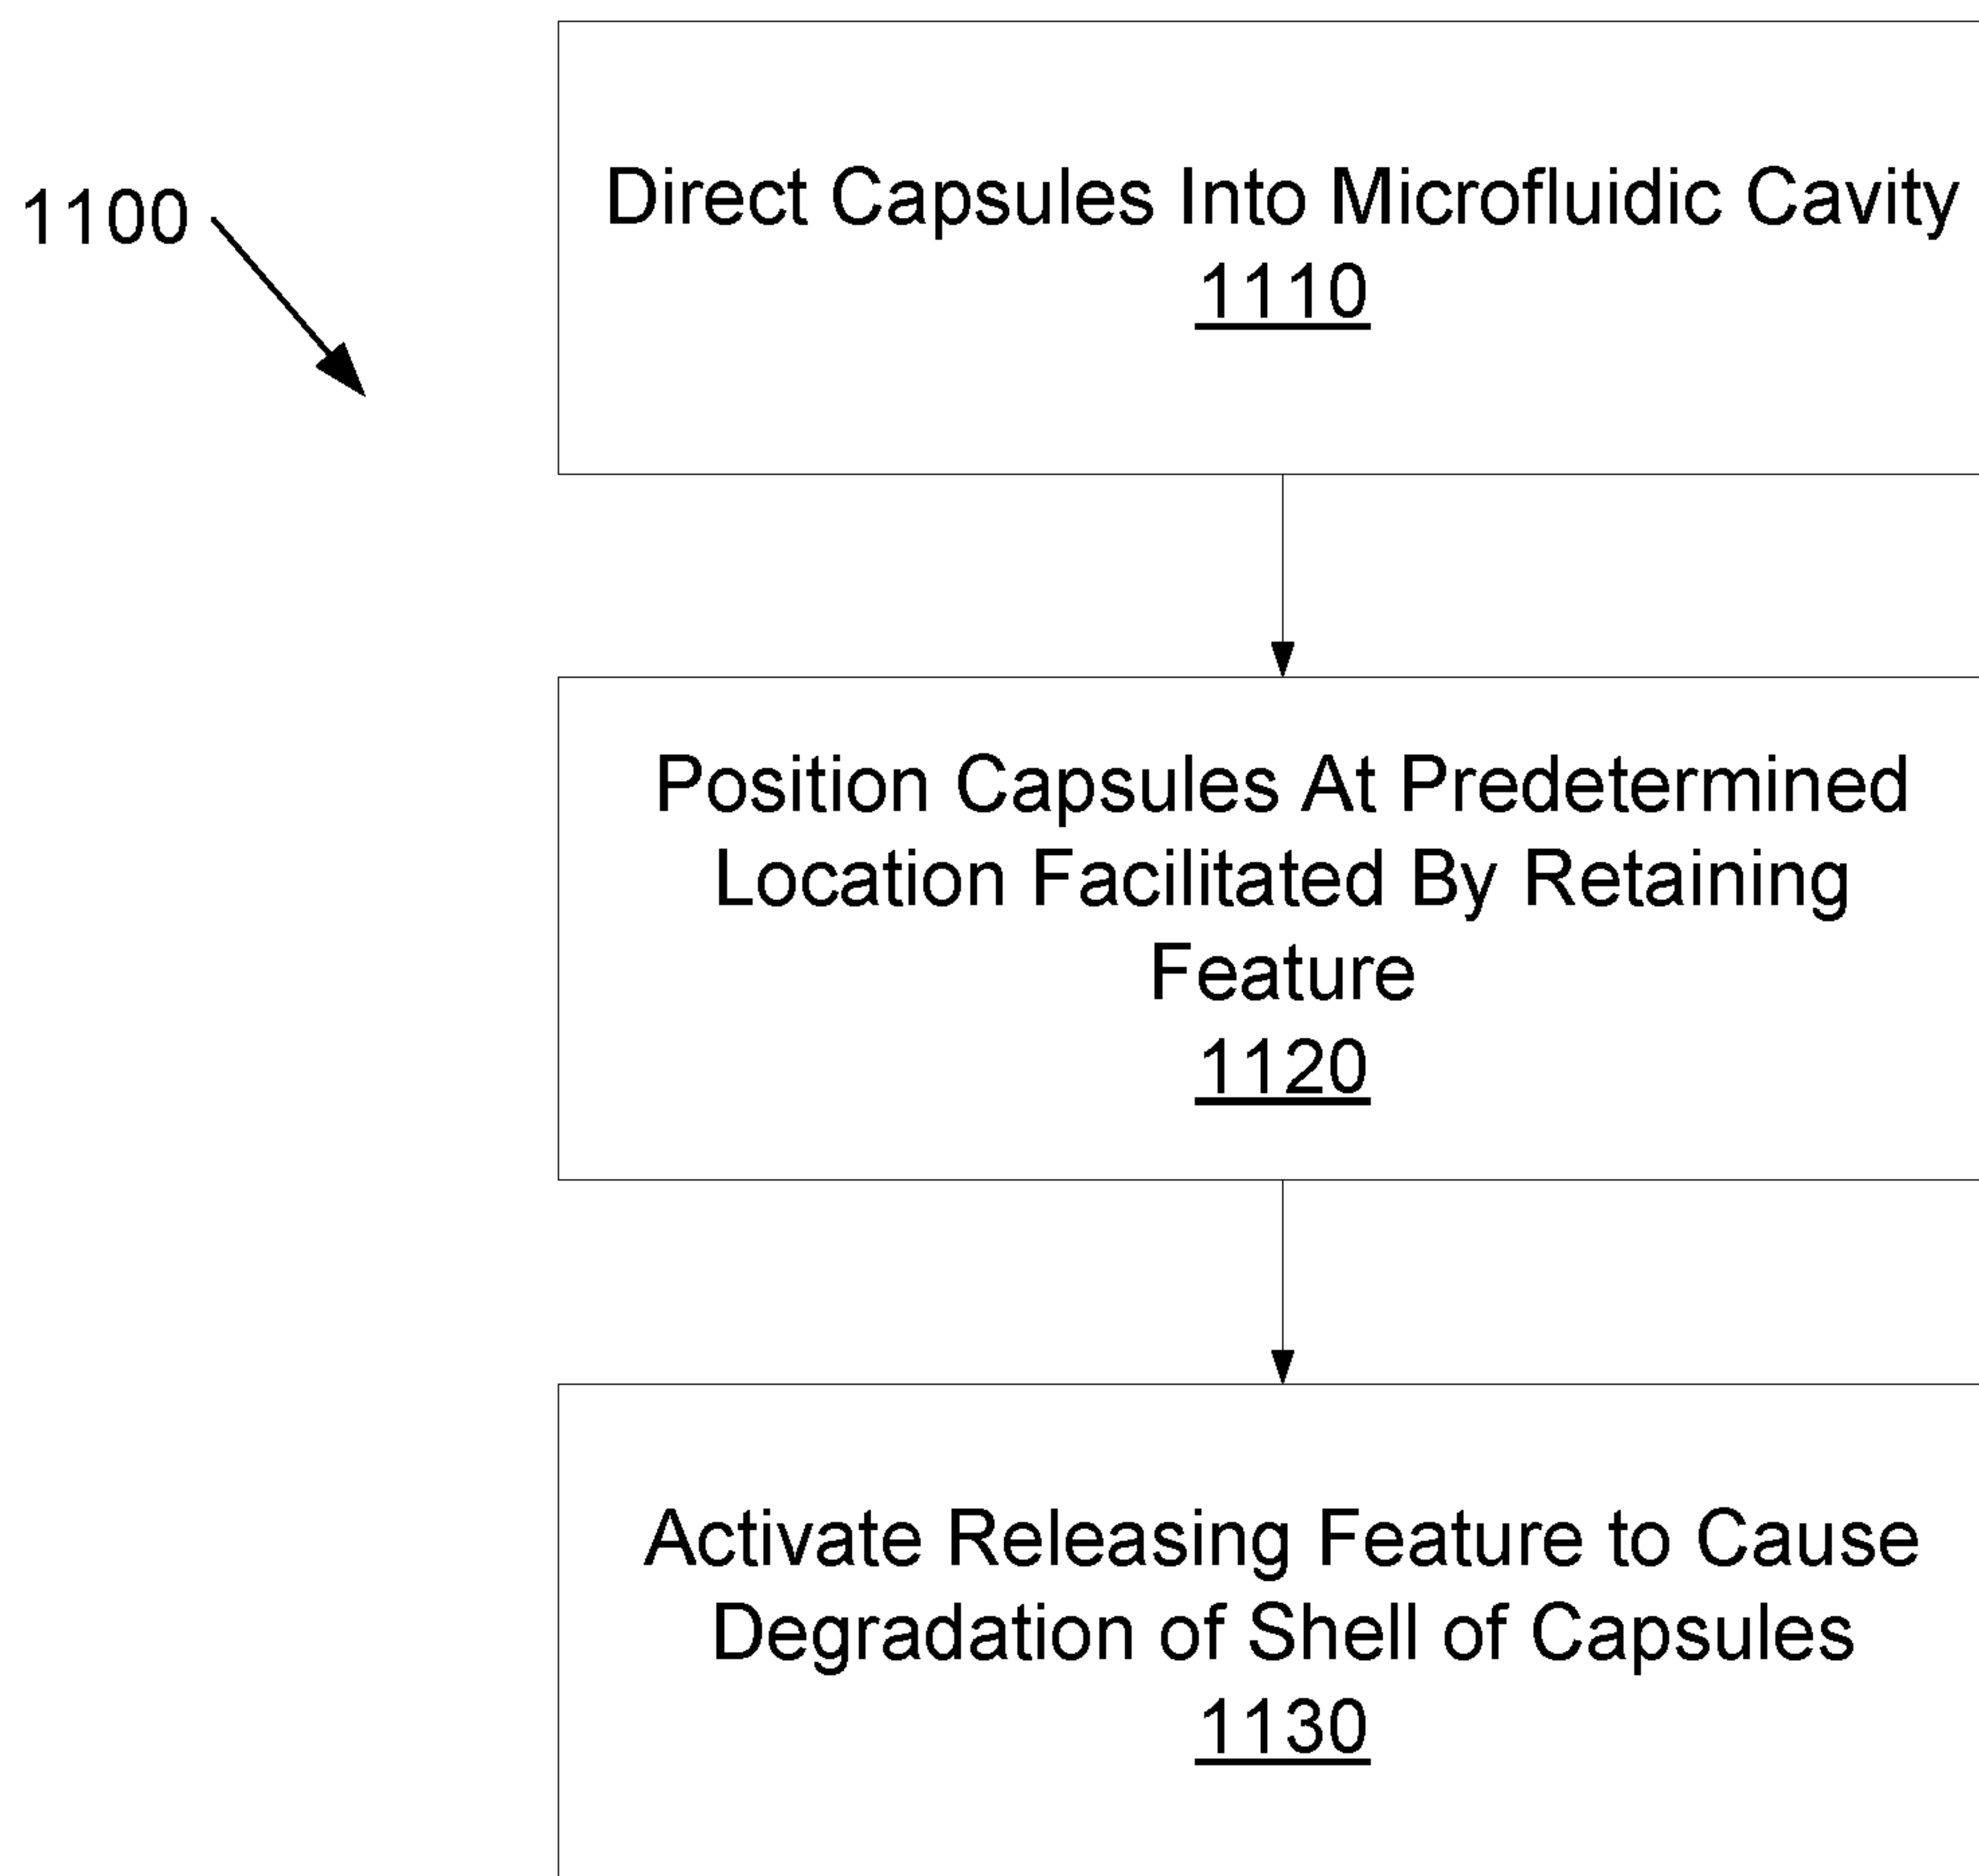 1100
Direct Capsules Into Microfluidic Cavity
1110
Position Capsules At Predetermined
Location Facilitated By Retaining
Feature
1120
Activate Releasing Feature to Cause
Degradation of Shell of Capsules
1130